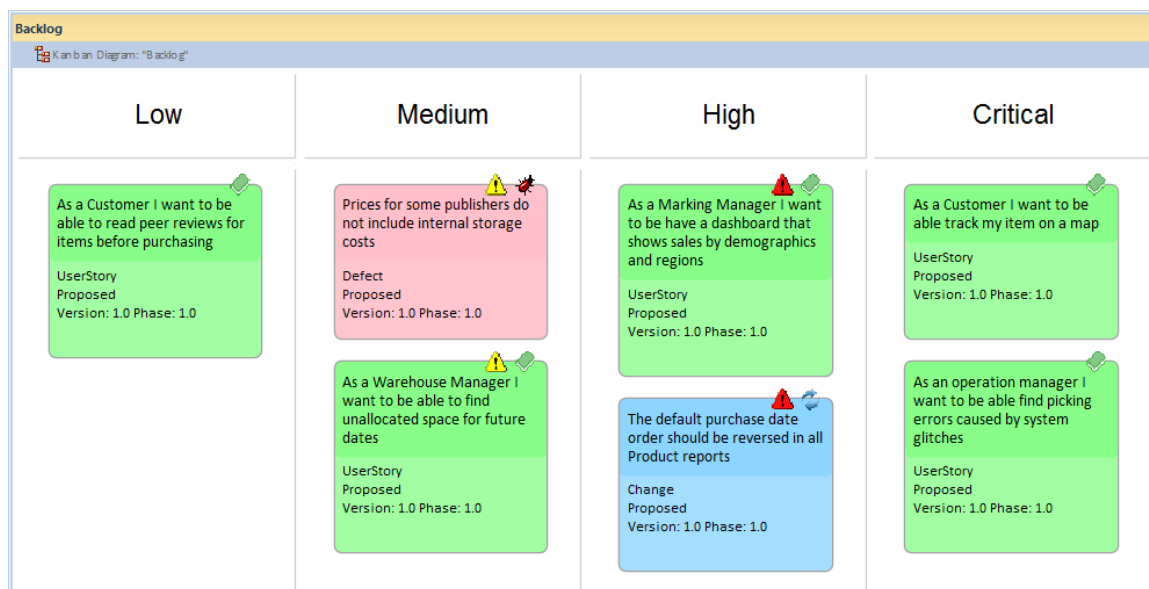 Backlog
Kanban Diagram: "Backlog"
Low
Medium
High
Critical
As a Customer I want to be
able to read peer reviews for
items before purchasing
UserStory
Proposed
Version: 1.0 Phase: 1.0
Prices for some publishers do
not include internal storage
costs
Defect
Proposed
Version: 1.0 Phase: 1.0
As a Warehouse Manager I
want to be able to find
unallocated space for future
dates
UserStory
Proposed
Version: 1.0 Phase: 1.0
As a Marking Manager I want
to be have a dashboard that
shows sales by demographics
and regions
UserStory
Proposed
Version: 1.0 Phase: 1.0
The default purchase date
order should be reversed in all
Product reports
Change
Proposed
Version: 1.0 Phase: 1.0
As a Customer I want to be
able track my item on a map
UserStory
Proposed
Version: 1.0 Phase: 1.0
As an operation manager I
want to be able find picking
errors caused by system
glitches
UserStory
Proposed
Version: 1.0 Phase: 1.0